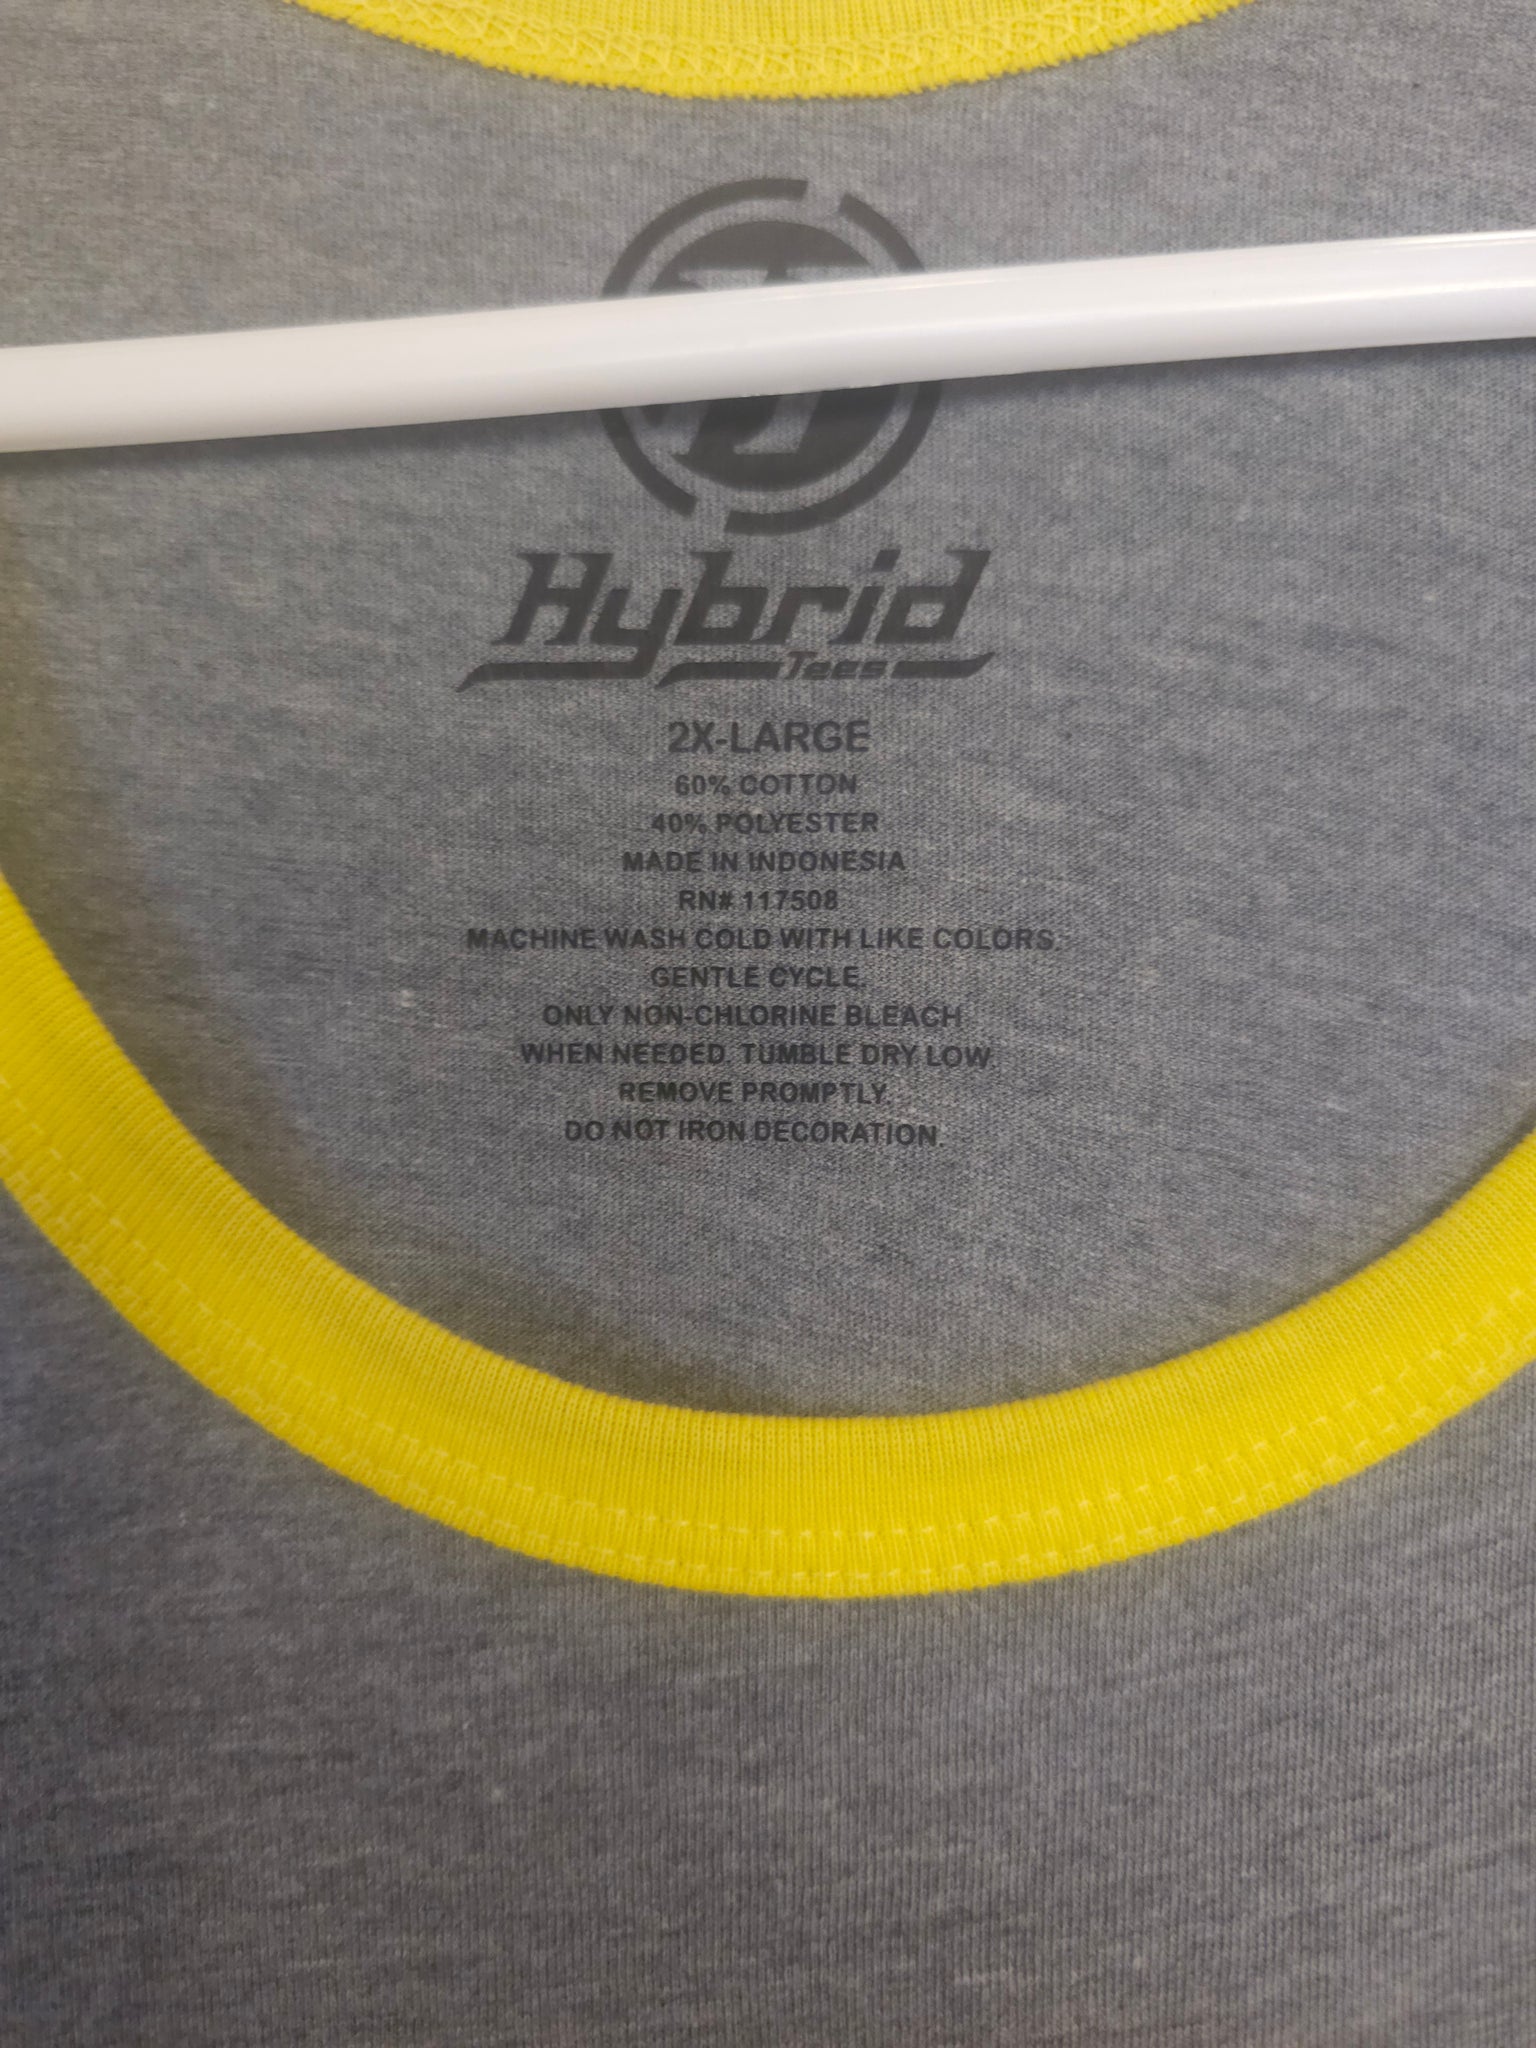 Hybrid
Tees
2X-LARGE
60% COTTON
40% POLYESTER
MADE IN INDONESIA
RN# 117508
MACHINE WASH COLD WITH LIKE COLORS.
GENTLE CYCLE.
ONLY NON-CHLORINE BLEACH
WHEN NEEDED. TUMBLE DRY LOW.
REMOVE PROMPTLY.
DO NOT IRON DECORATION.